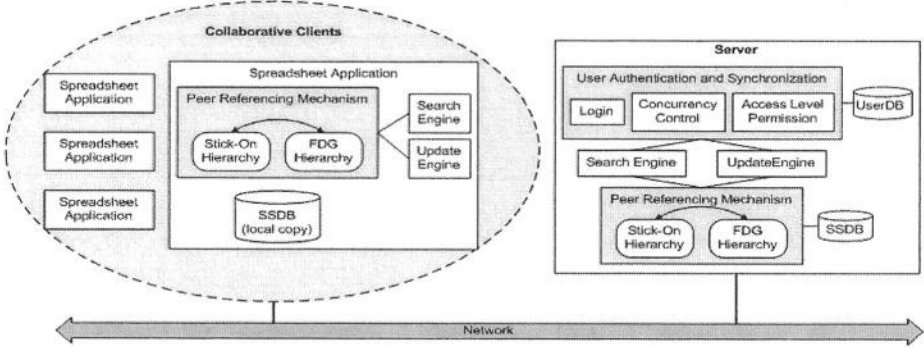 Collaborative Clients
Spreadsheet
Application
Spreadsheet
Application
Spreadsheet
Application
Spreadsheet Application
Peer Referencing Mechanism
Stick-On
Hierarchy
FDG
Hierarchy
Search
Engine
Update
Engine
SSDB
(local copy)
Server
User Authentication and Synchronization
Login
Concurrency
Control
Access Level
Permission
UserDB
Search Engine
UpdateEngine
Peer Referencing Mechanism
Stick-On
Hierarchy
FDG
Hierarchy
SSDB
Network